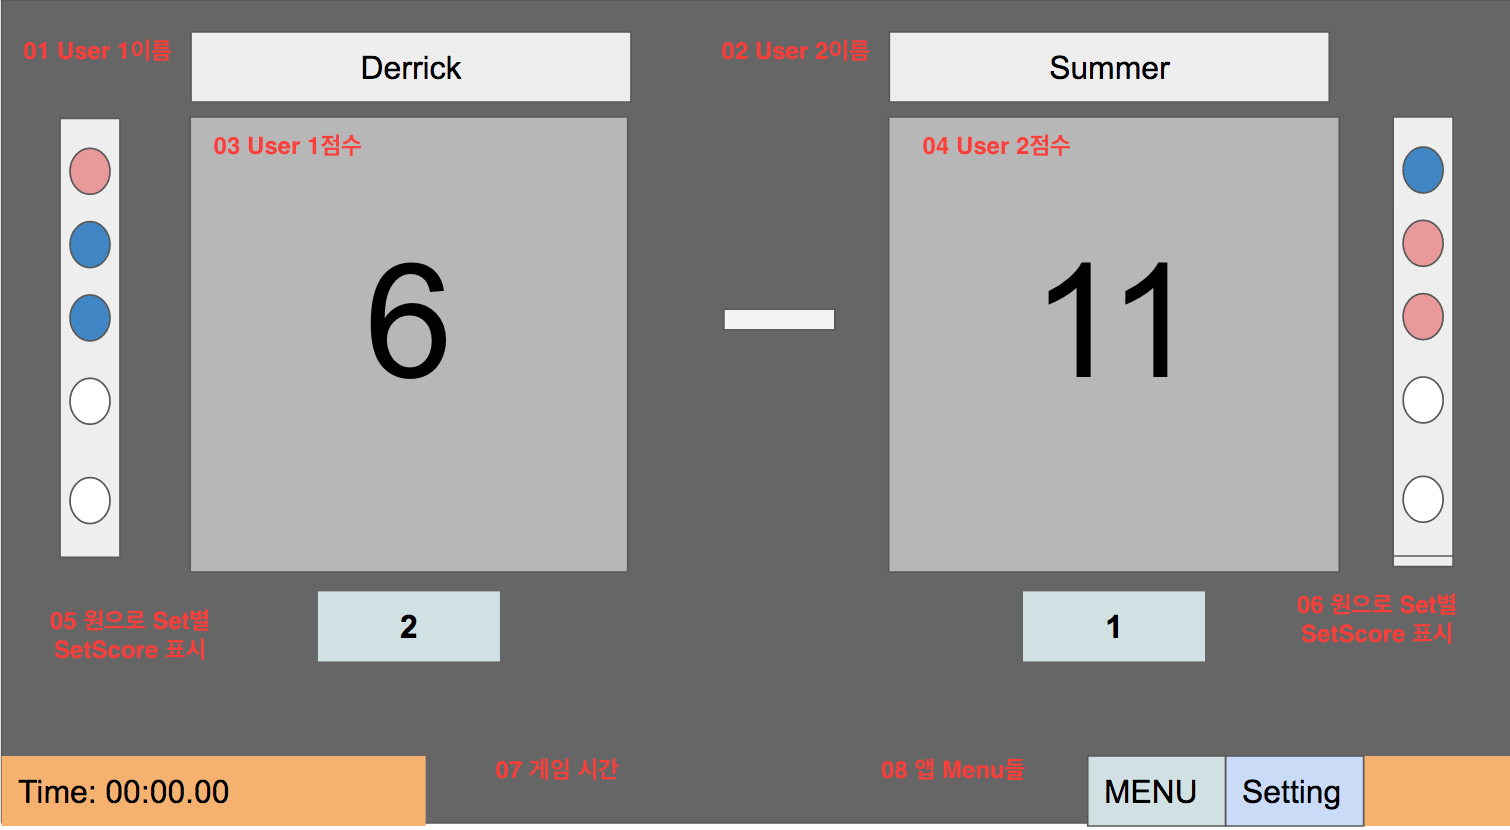 01 User 1이름
Derrick
02 User 2이름
Summer
03 User 1점수
04 User 2점수
6
11
05 원으로 Set별
SetScore 표시
2
1
06 원으로 Set별
SetScore 표시
07 게임 시간
08 앱 Menu들
Time: 00:00.00
MENU
Setting